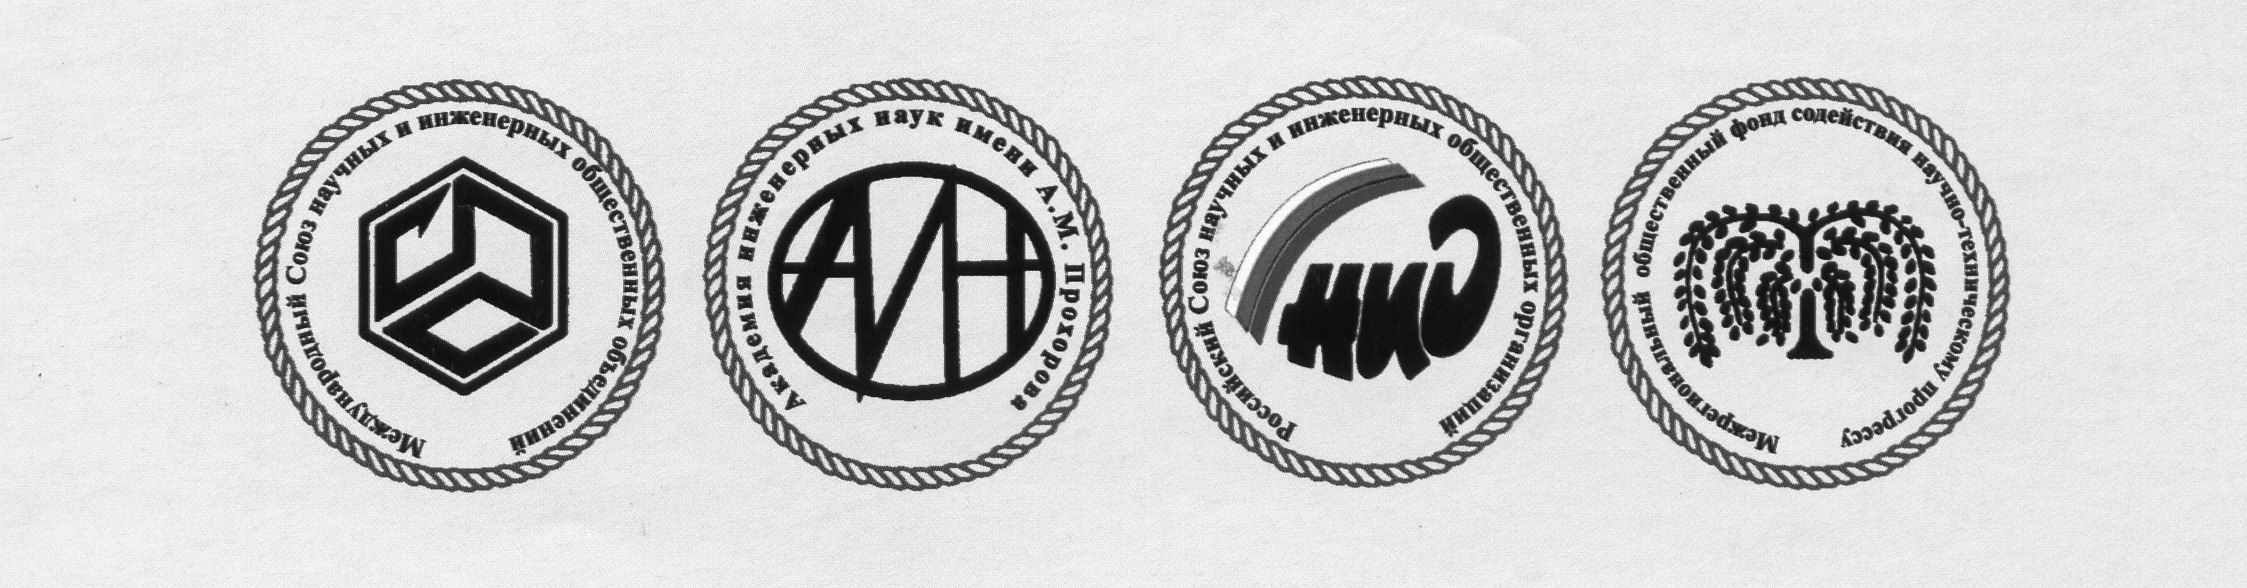 Международный Союз научных и инженерных общественных объединений
Академия инженерных наук имени А.М. Прохорова
АИН
Российский Союз научных и инженерных общественных организаций
нио
Межрегиональный общественный фонд содействия научно-техническому прогрессу